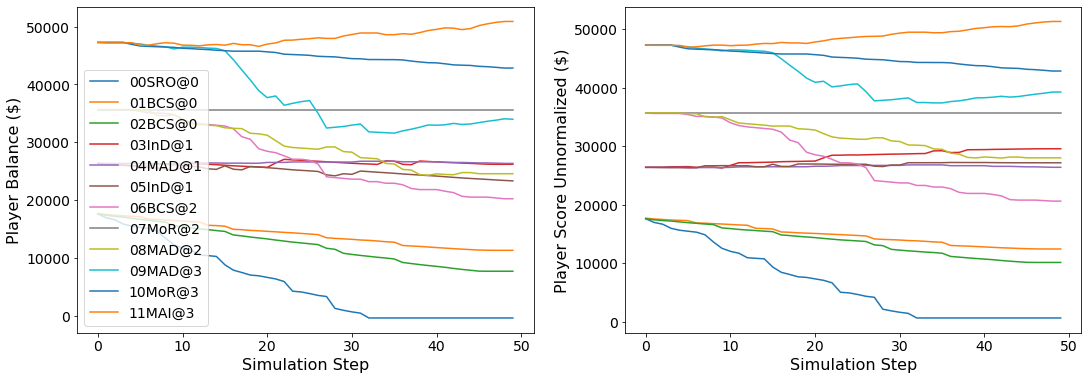 Player Balance ($)
50000
40000
30000
20000
10000
0
00SRO@0
01BCS@0
02BCS@0
03InD@1
04MAD@1
05InD@1
06BCS@2
07MoR@2
08MAD@2
09MAD@3
10MoR@3
11MAI@3
0 10 20 30 40 50
Simulation Step
Player Score Unnormalized ($)
50000
40000
30000
20000
10000
0
0 10 20 30 40 50
Simulation Step